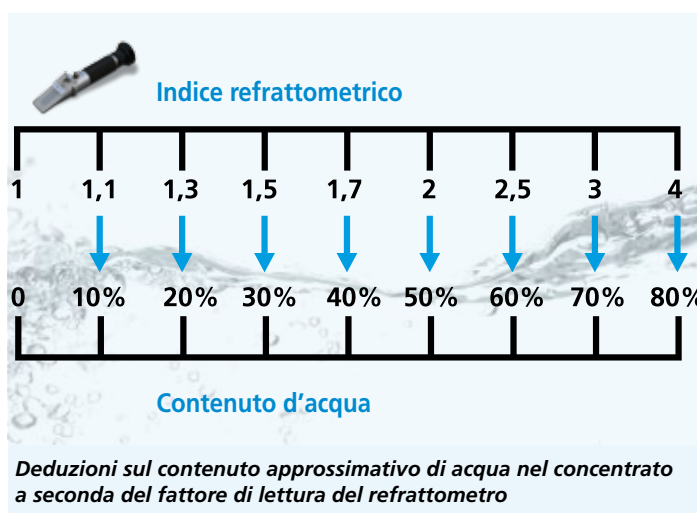 Indice refrattometrico
1 1,1 1,3 1,5 1,7 2 2,5 3 4
0 10% 20% 30% 40% 50% 60% 70% 80%
Contenuto d’acqua
Deduzioni sul contenuto approssimativo di acqua nel concentrato
a seconda del fattore di lettura del refrattometro